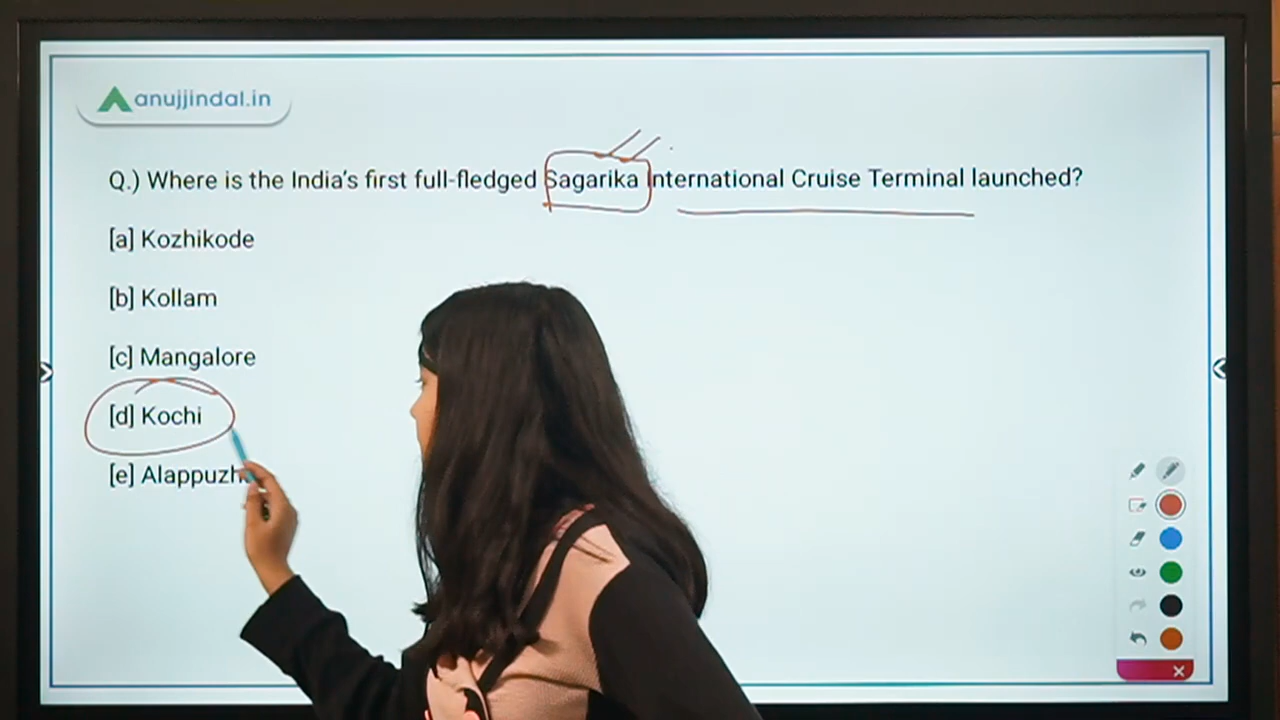 anujjindal.in
Q.) Where is the India's first full-fledged Sagarika International Cruise Terminal launched?
[a] Kozhikode
[b] Kollam
[c] Mangalore
[d] Kochi
[e] Alappuzh